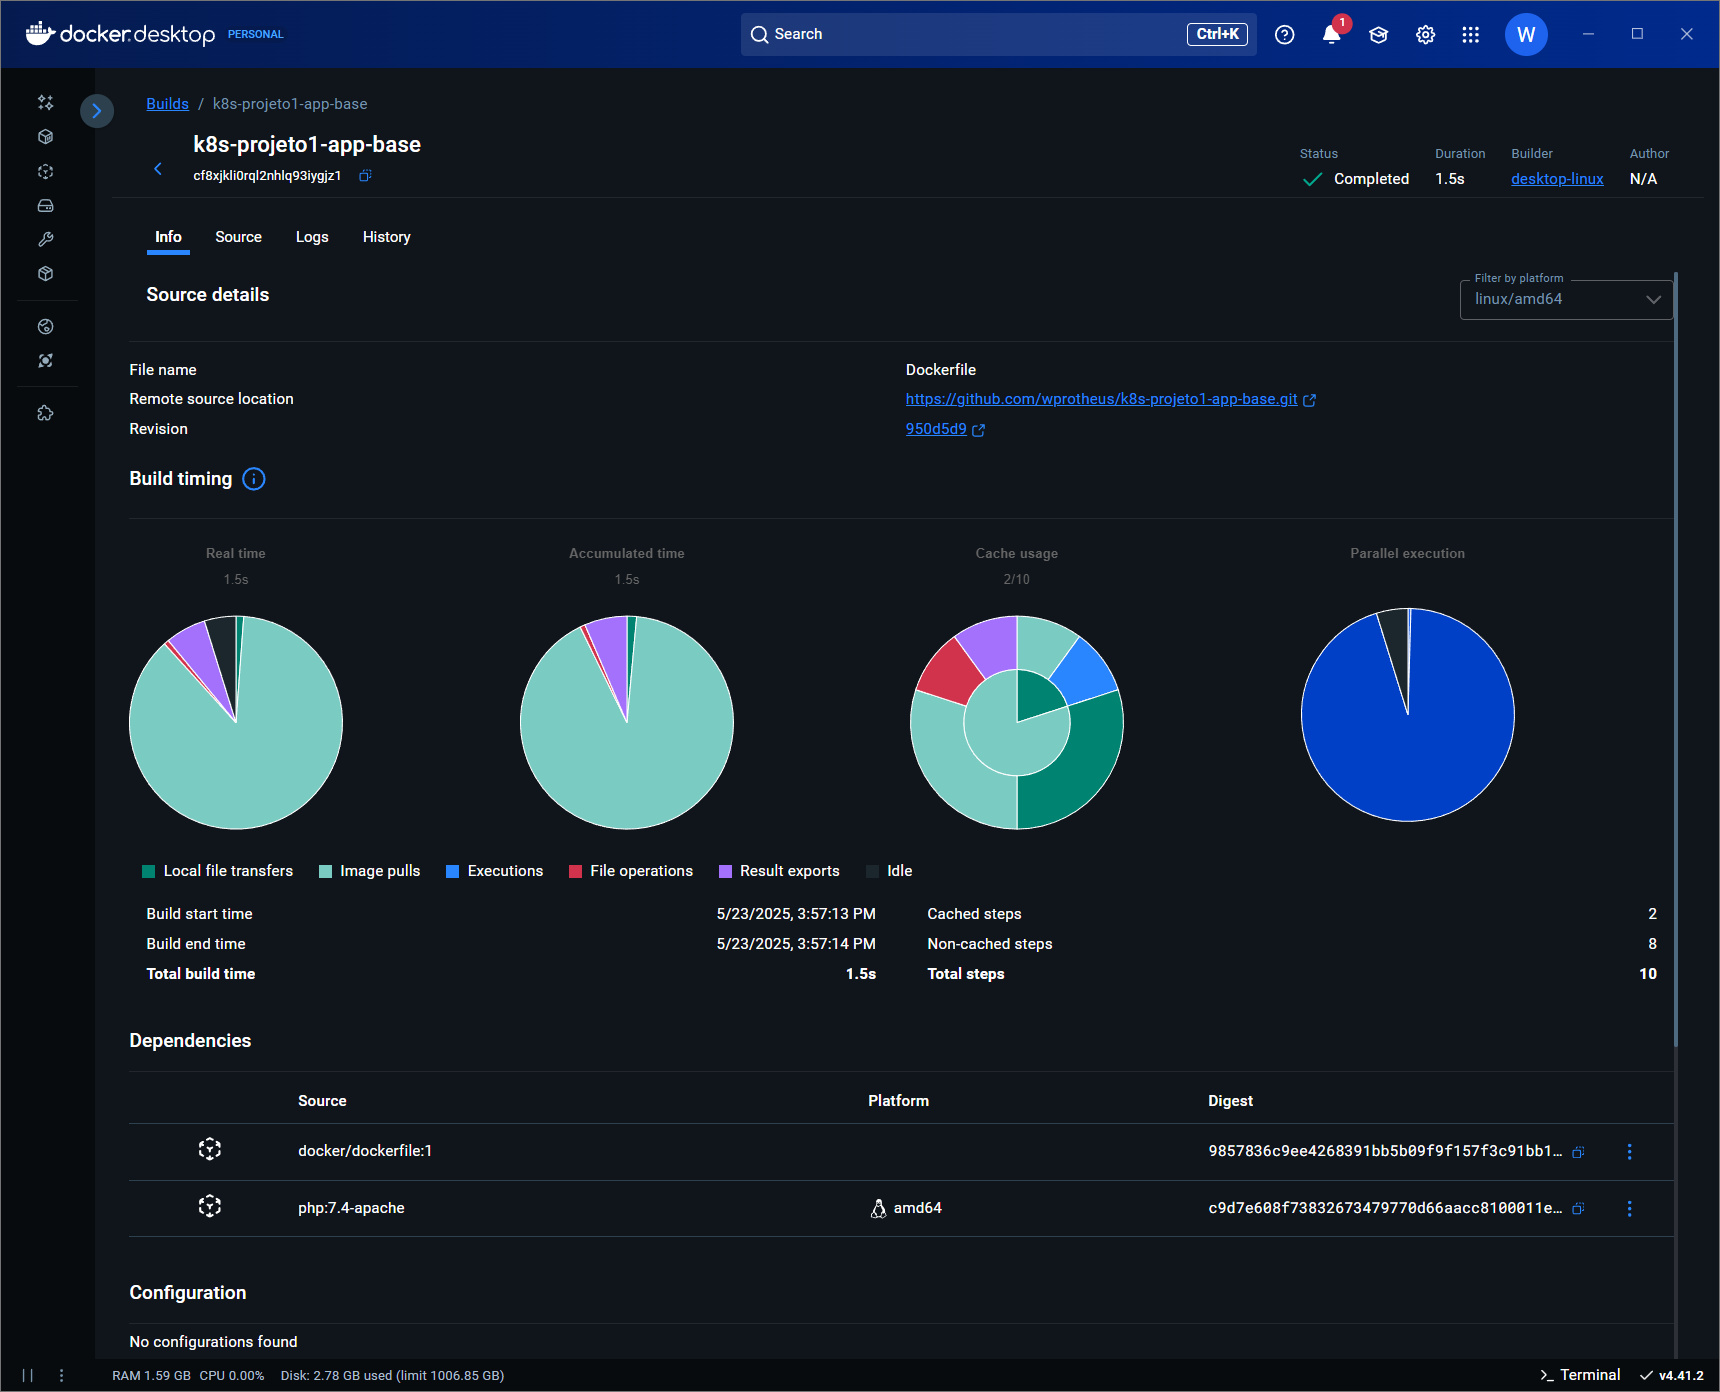 docker.desktop PERSONAL
Search Ctrl+K
1
W
Builds / k8s-projeto1-app-base
k8s-projeto1-app-base
cf8xjkli0rql2nhlq93iygjz1
Status Duration Builder Author
Completed 1.5s desktop-linux N/A
Info Source Logs History
Source details
Filter by platform
linux/amd64
File name Dockerfile
Remote source location https://github.com/wprotheus/k8s-projeto1-app-base.git
Revision 950d5d9
Build timing
Real time Accumulated time Cache usage Parallel execution
1.5s 1.5s 2/10
Local file transfers Image pulls Executions File operations Result exports Idle
Build start time 5/23/2025, 3:57:13 PM Cached steps 2
Build end time 5/23/2025, 3:57:14 PM Non-cached steps 8
Total build time 1.5s Total steps 10
Dependencies
Source Platform Digest
docker/dockerfile:1 9857836c9ee4268391bb5b09f9f157f3c91bb1...
php:7.4-apache amd64 c9d7e608f73832673479770d66aacc8100011e...
Configuration
No configurations found
RAM 1.59 GB CPU 0.00% Disk: 2.78 GB used (limit 1006.85 GB) Terminal v4.41.2